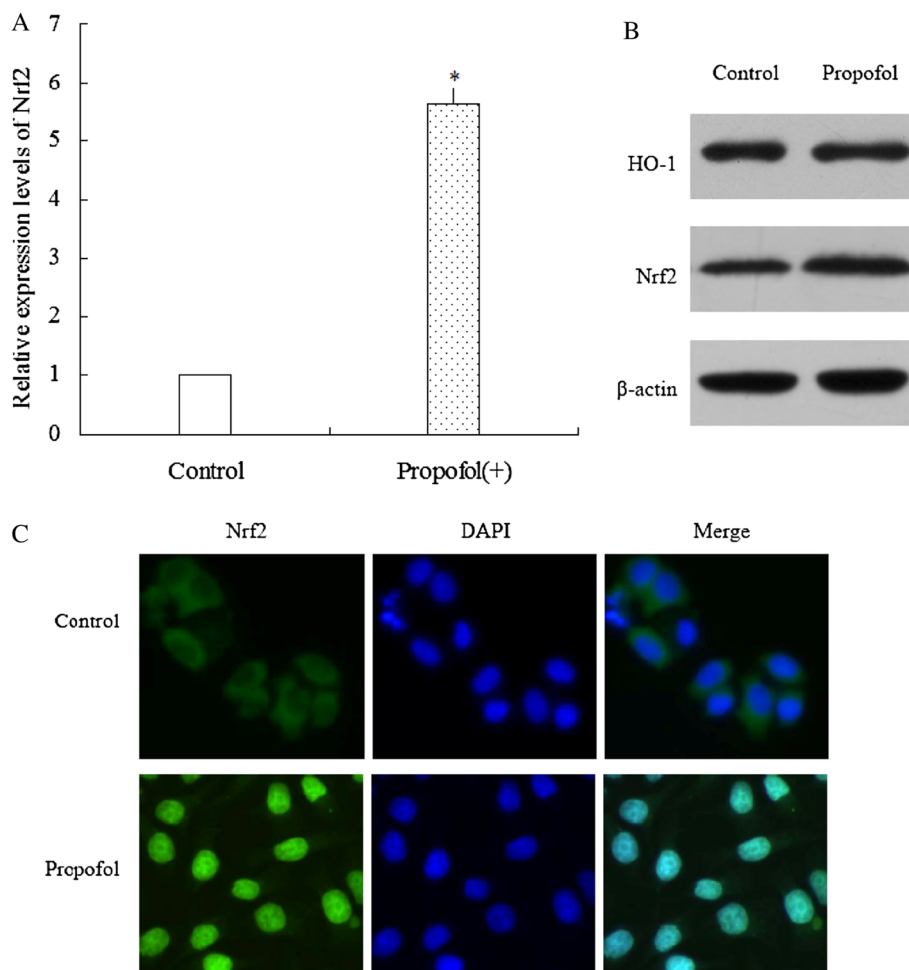 A
Relative expression levels of Nrf2
7
6
5
4
3
2
1
0
*
Control
Propofol(+)
B
Control Propofol
HO-1
Nrf2
β-actin
C
Nrf2 DAPI Merge
Control
Propofol